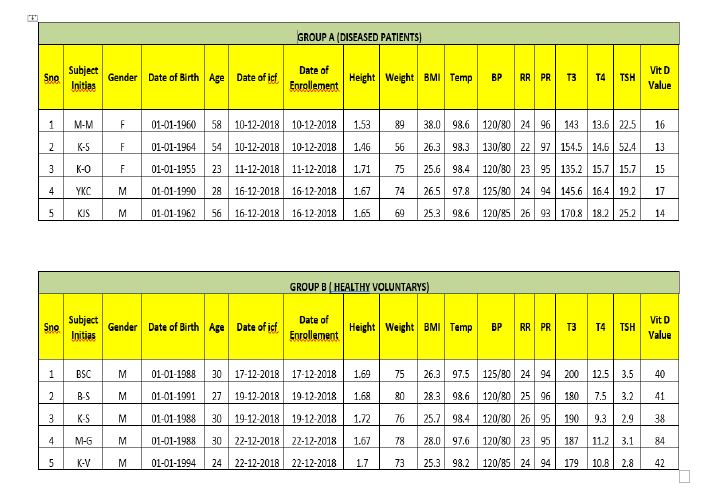 GROUP A (DISEASED PATIENTS)
Sno Subject Initias Gender Date of Birth Age Date of icf Date of Enrollement Height Weight BMI Temp BP RR PR T3 T4 TSH Vit D Value
1 M-M F 01-01-1960 58 10-12-2018 10-12-2018 1.53 89 38.0 98.6 120/80 24 96 143 13.6 22.5 16
2 K-S F 01-01-1964 54 10-12-2018 10-12-2018 1.46 56 26.3 98.3 130/80 22 97 154.5 14.6 52.4 13
3 K-O F 01-01-1955 23 11-12-2018 11-12-2018 1.71 75 25.6 98.4 120/80 23 95 135.2 15.7 15.7 15
4 YKC M 01-01-1990 28 16-12-2018 16-12-2018 1.67 74 26.5 97.8 125/80 24 94 145.6 16.4 19.2 17
5 KJS M 01-01-1962 56 16-12-2018 16-12-2018 1.65 69 25.3 98.6 120/85 26 93 170.8 18.2 25.2 14
GROUP B ( HEALTHY VOLUNTARYS)
Sno Subject Initias Gender Date of Birth Age Date of icf Date of Enrollement Height Weight BMI Temp BP RR PR T3 T4 TSH Vit D Value
1 BSC M 01-01-1988 30 17-12-2018 17-12-2018 1.69 75 26.3 97.5 125/80 24 94 200 12.5 3.5 40
2 B-S M 01-01-1991 27 19-12-2018 19-12-2018 1.68 80 28.3 98.6 120/80 25 96 180 7.5 3.2 41
3 K-S M 01-01-1988 30 19-12-2018 19-12-2018 1.72 76 25.7 98.4 120/80 26 95 190 9.3 2.9 38
4 M-G M 01-01-1988 30 22-12-2018 22-12-2018 1.67 78 28.0 97.6 120/80 23 95 187 11.2 3.1 84
5 K-V M 01-01-1994 24 22-12-2018 22-12-2018 1.7 73 25.3 98.2 120/85 24 94 179 10.8 2.8 42